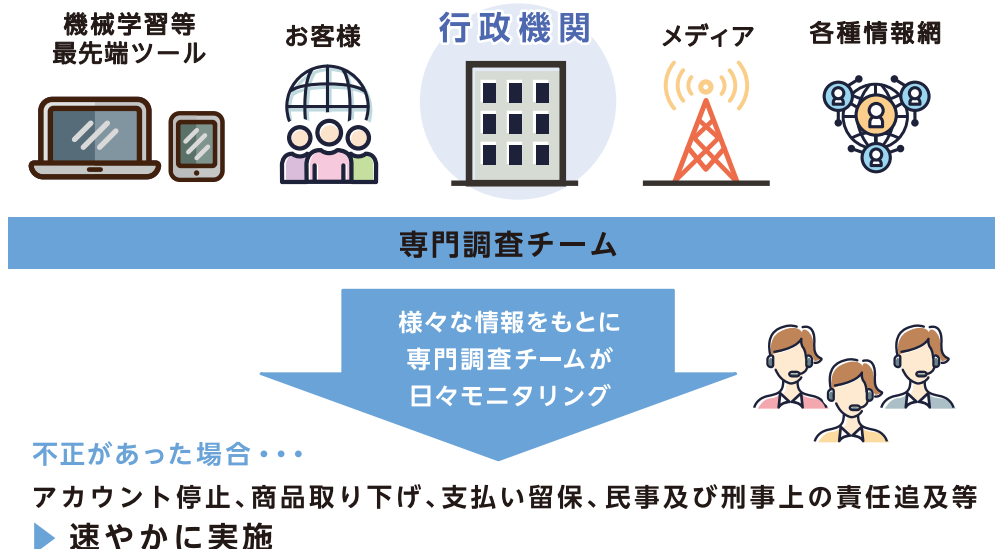 機械学習等
最先端ツール
お客様
行政機関
メディア
各種情報網
専門調査チーム
様々な情報をもとに
専門調査チームが
日々モニタリング
不正があった場合・・・
アカウント停止、商品取り下げ、支払い留保、民事及び刑事上の責任追及等
▶ 速やかに実施